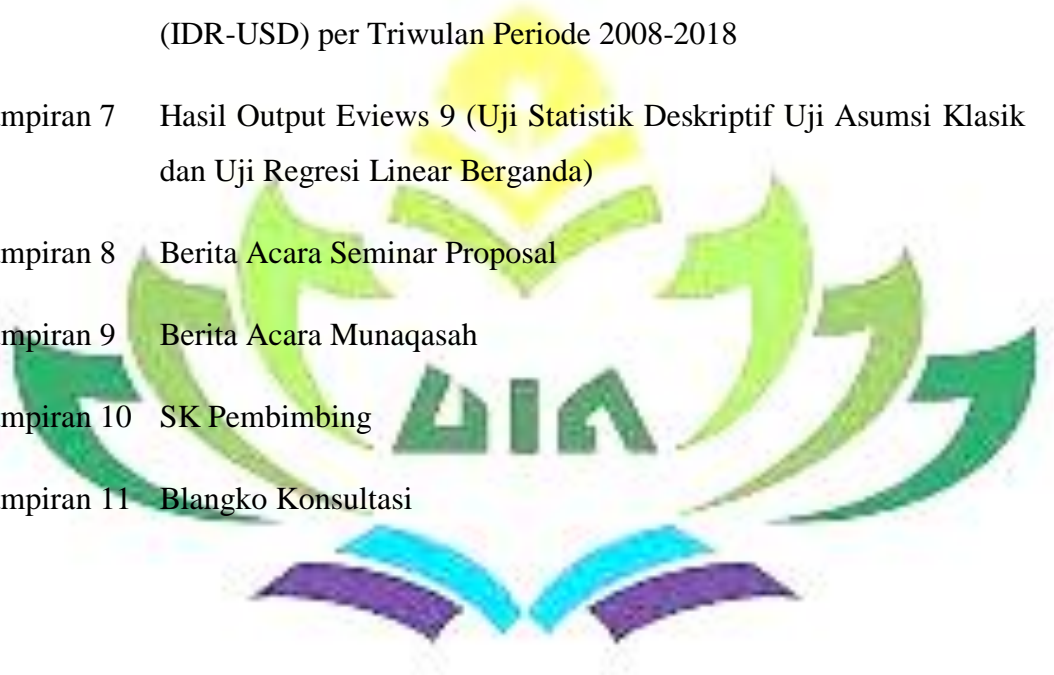 (IDR-USD) per Triwulan Periode 2008-2018
mpiran 7 Hasil Output Eviews 9 (Uji Statistik Deskriptif Uji Asumsi Klasik
dan Uji Regresi Linear Berganda)
mpiran 8 Berita Acara Seminar Proposal
mpiran 9 Berita Acara Munaqasah
mpiran 10 SK Pembimbing
UIN
mpiran 11 Blangko Konsultasi